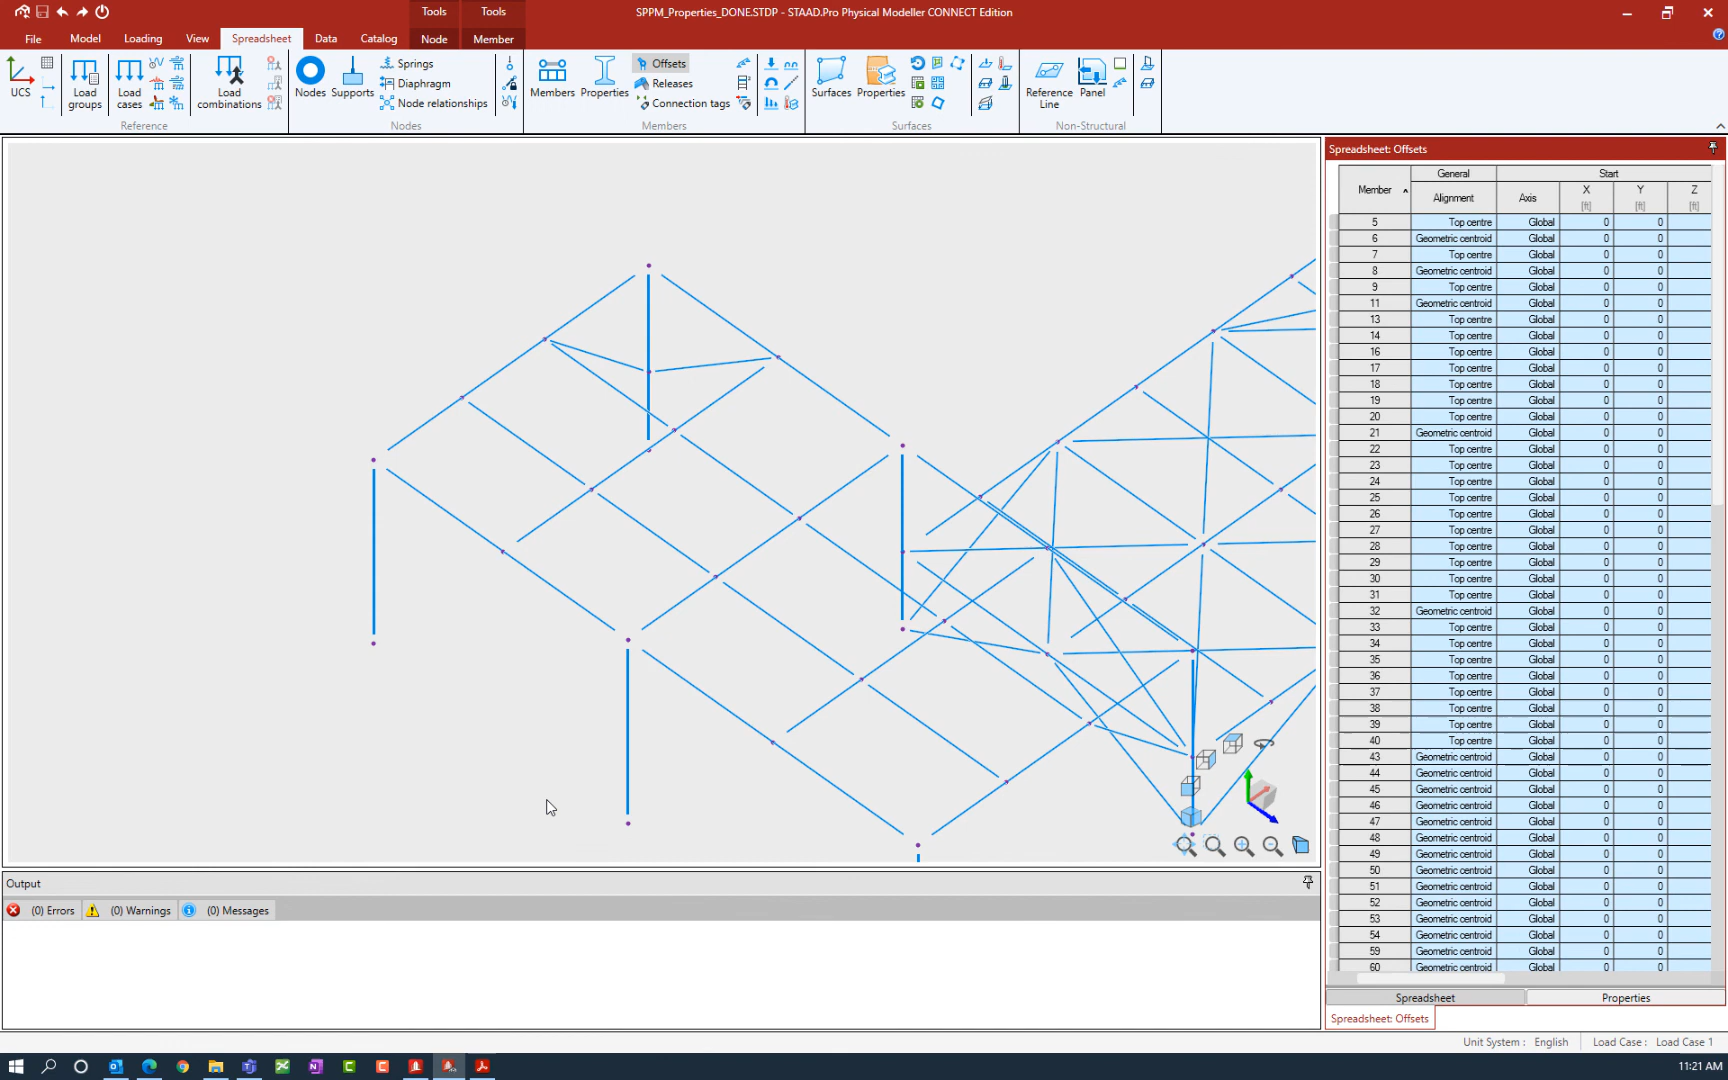 SPPM_Properties_DONE.STDP - STAAD.Pro Physical Modeller CONNECT Edition
Tools
Tools
File
Model
Loading
View
Spreadsheet
Data
Catalog
Node
Member
UCS
Load groups
Load cases
Load combinations
Reference
Nodes
Supports
Springs
Diaphragm
Node relationships
Nodes
Members
Properties
Offsets
Releases
Connection tags
Members
Surfaces
Properties
Surfaces
Reference Line
Panel
Non-Structural
Spreadsheet: Offsets
General Start
Member Alignment Axis X Y Z
[ft] [ft] [ft]
5 Top centre Global 0 0
6 Geometric centroid Global 0 0
7 Top centre Global 0 0
8 Geometric centroid Global 0 0
9 Top centre Global 0 0
11 Geometric centroid Global 0 0
13 Top centre Global 0 0
14 Top centre Global 0 0
16 Top centre Global 0 0
17 Top centre Global 0 0
18 Top centre Global 0 0
19 Top centre Global 0 0
20 Top centre Global 0 0
21 Geometric centroid Global 0 0
22 Top centre Global 0 0
23 Top centre Global 0 0
24 Top centre Global 0 0
25 Top centre Global 0 0
26 Top centre Global 0 0
27 Top centre Global 0 0
28 Top centre Global 0 0
29 Top centre Global 0 0
30 Top centre Global 0 0
31 Top centre Global 0 0
32 Geometric centroid Global 0 0
33 Top centre Global 0 0
34 Top centre Global 0 0
35 Top centre Global 0 0
36 Top centre Global 0 0
37 Top centre Global 0 0
38 Top centre Global 0 0
39 Top centre Global 0 0
40 Top centre Global 0 0
43 Geometric centroid Global 0 0
44 Geometric centroid Global 0 0
45 Geometric centroid Global 0 0
46 Geometric centroid Global 0 0
47 Geometric centroid Global 0 0
48 Geometric centroid Global 0 0
49 Geometric centroid Global 0 0
50 Geometric centroid Global 0 0
51 Geometric centroid Global 0 0
52 Geometric centroid Global 0 0
53 Geometric centroid Global 0 0
54 Geometric centroid Global 0 0
59 Geometric centroid Global 0 0
60 Geometric centroid Global 0 0
Spreadsheet
Properties
Spreadsheet: Offsets
Output
(0) Errors
(0) Warnings
(0) Messages
Unit System : English
Load Case : Load Case 1
11:21 AM